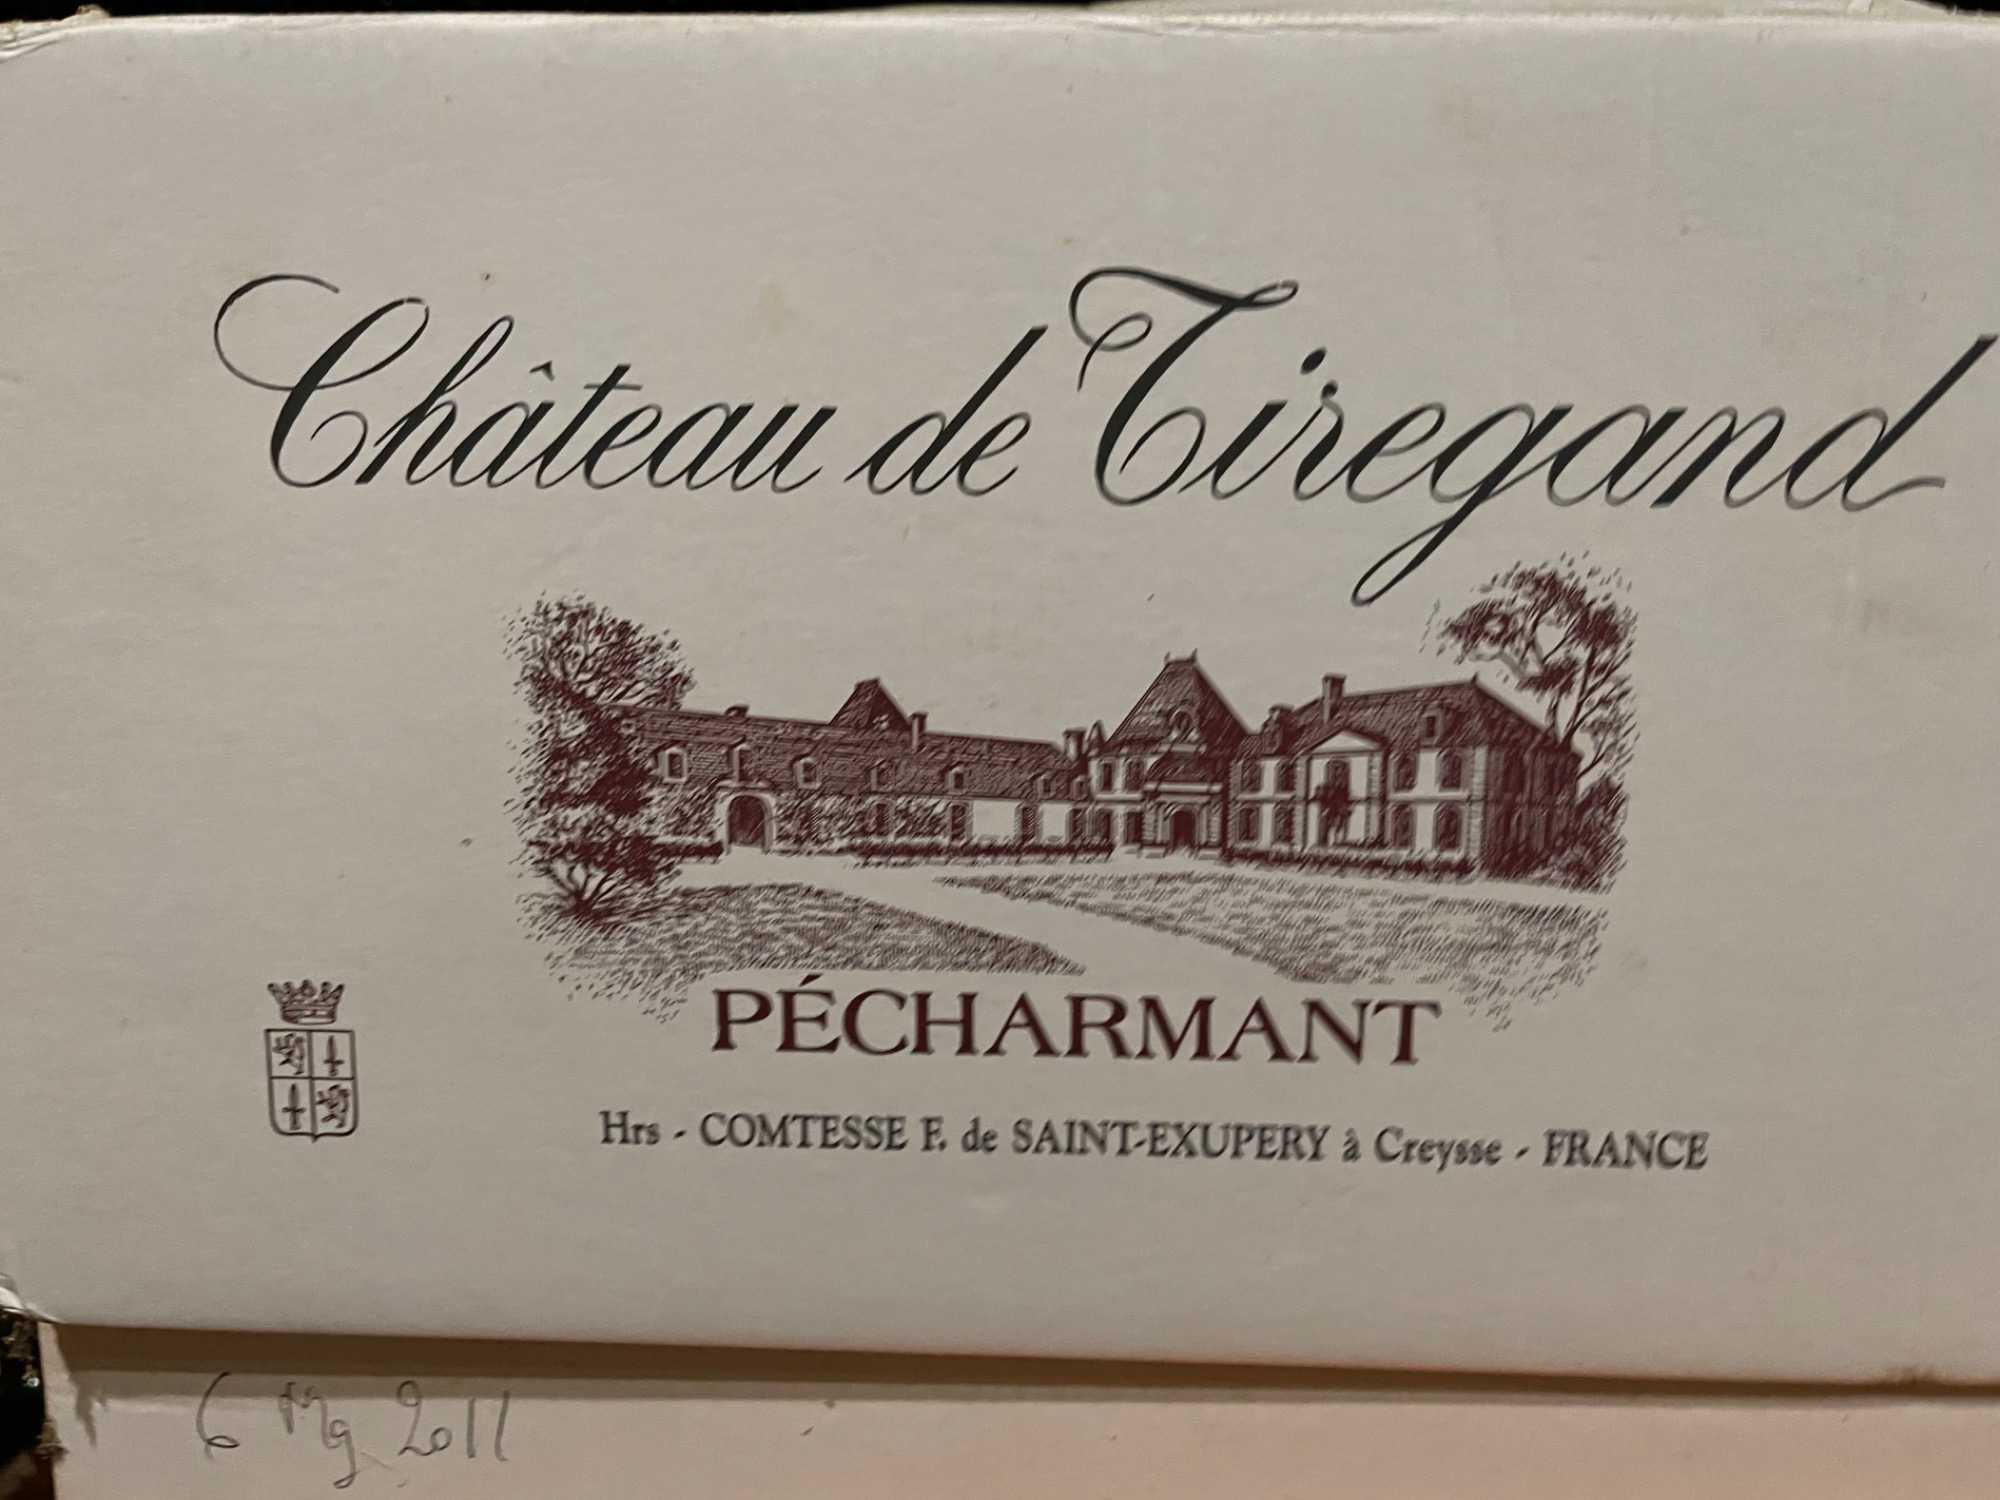 Château de Tiregand
PÉCHARMANT
Hrs - COMTESSE F. de SAINT-EXUPERY à Creysse - FRANCE
6 Mg 2011